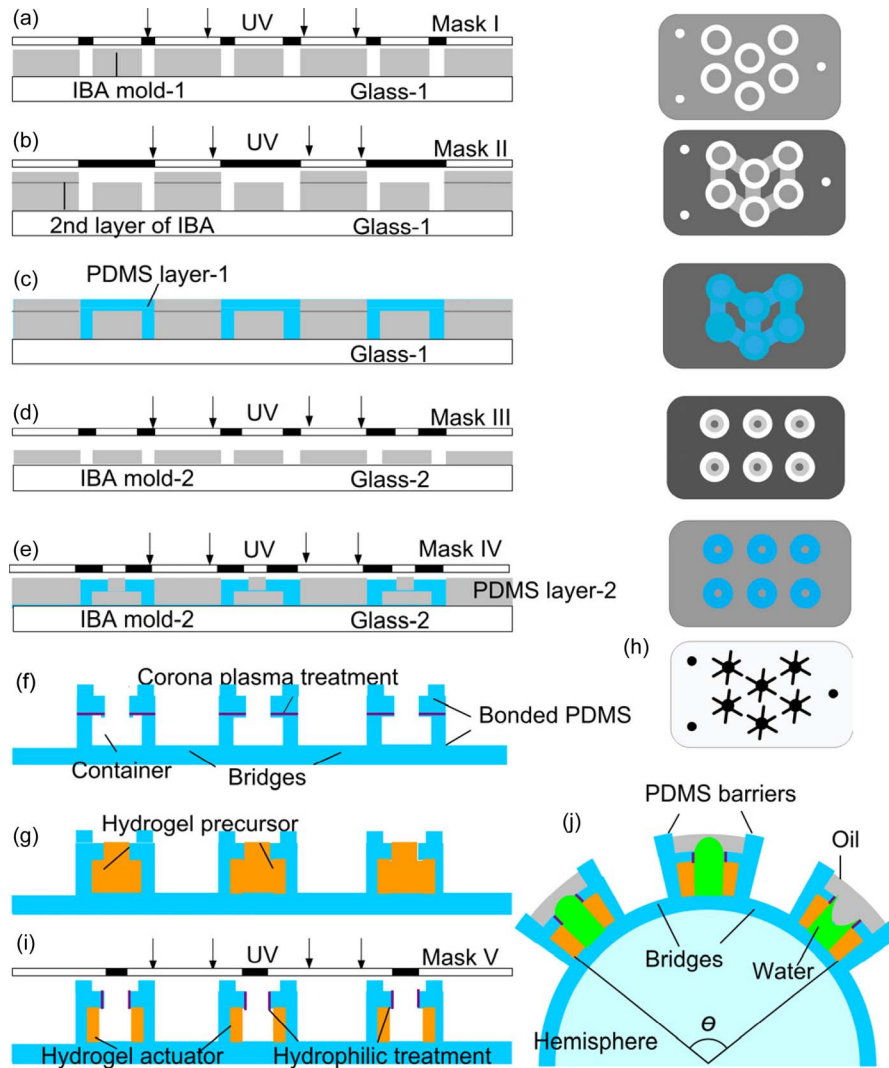 (a)
UV
Mask I
IBA mold-1
Glass-1
(b)
UV
Mask II
2nd layer of IBA
Glass-1
(c)
PDMS layer-1
Glass-1
(d)
UV
Mask III
IBA mold-2
Glass-2
(e)
UV
Mask IV
PDMS layer-2
IBA mold-2
Glass-2
(h)
(f)
Corona plasma treatment
Bonded PDMS
Container
Bridges
(g)
Hydrogel precursor
(i)
UV
Mask V
Hydrogel actuator
Hydrophilic treatment
PDMS barriers
(j)
Oil
Bridges
Water
Hemisphere
θ